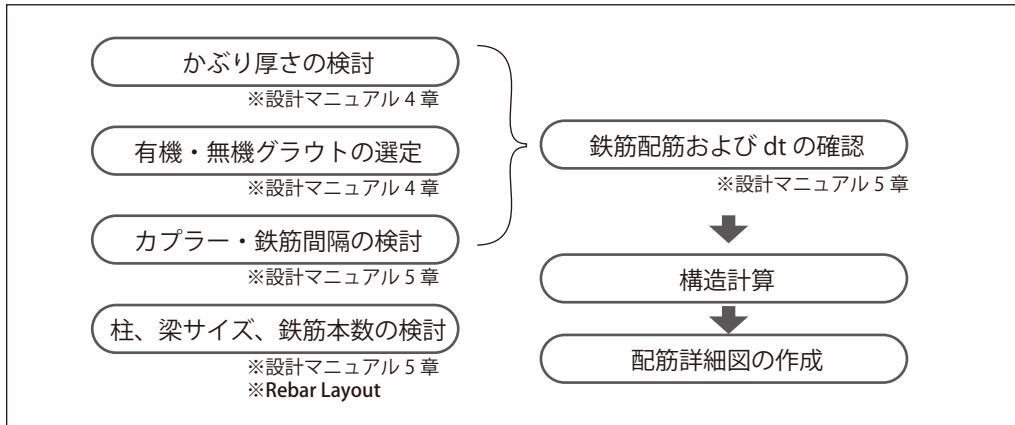 かぶり厚さの検討
※設計マニュアル 4 章
有機・無機グラウトの選定
※設計マニュアル 4 章
カプラー・鉄筋間隔の検討
※設計マニュアル 5 章
柱、梁サイズ、鉄筋本数の検討
※設計マニュアル 5 章
※Rebar Layout
鉄筋配筋および dt の確認
※設計マニュアル 5 章
構造計算
配筋詳細図の作成